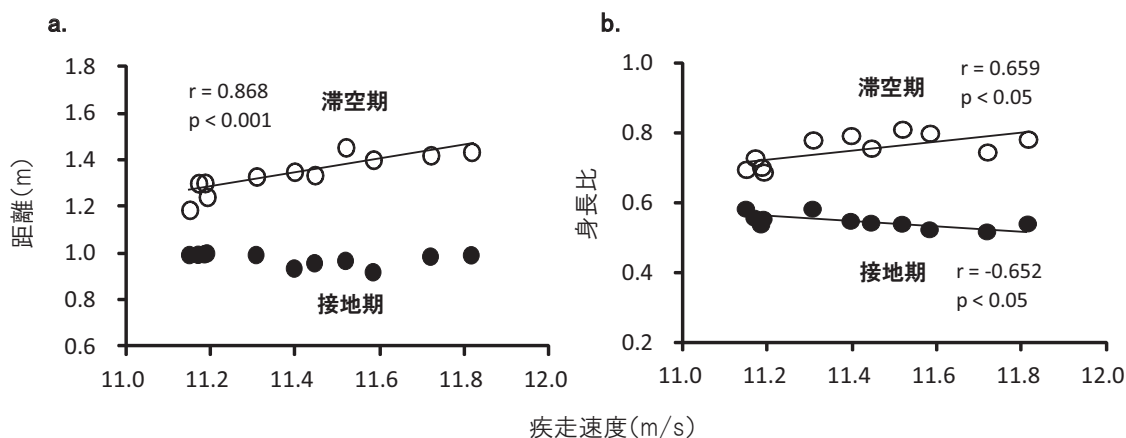 a.
距離(m)
1.8
1.6
1.4
1.2
1.0
0.8
0.6
r = 0.868
p < 0.001
滞空期
接地期
11.0 11.2 11.4 11.6 11.8 12.0
b.
身長比
1.0
0.8
0.6
0.4
0.2
滞空期
r = 0.659
p < 0.05
接地期
r = -0.652
p < 0.05
11.0 11.2 11.4 11.6 11.8 12.0
疾走速度(m/s)